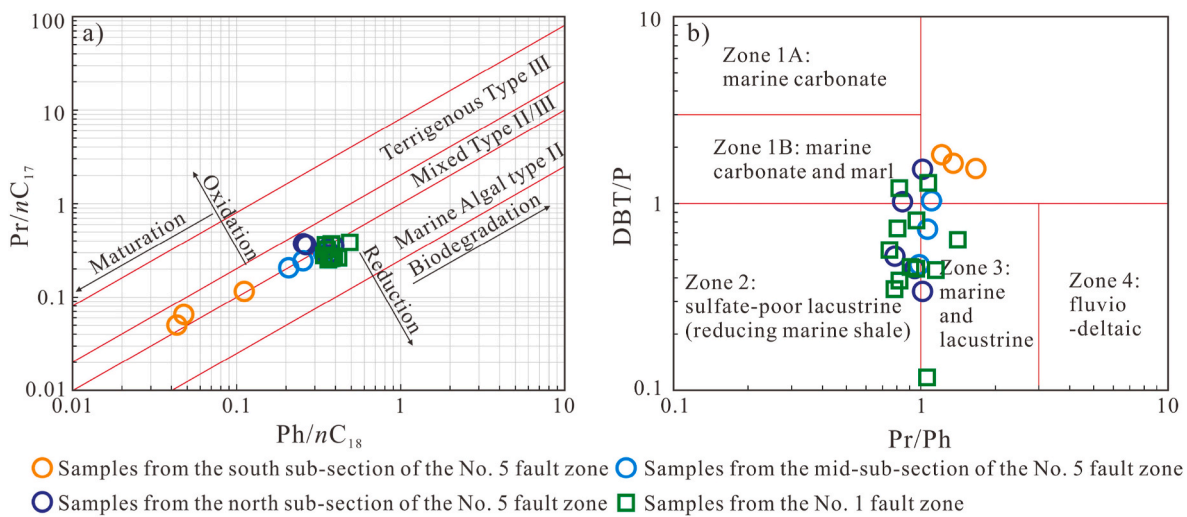 a)
100
10
1
0.1
0.01
Pr/nC17
0.01
0.1
1
10
Ph/nC18
Terrigenous Type III
Mixed Type II/III
Marine Algal type II
Oxidation
Maturation
Reduction
Biodegradation
b)
10
1
0.1
DBT/P
0.1
1
10
Pr/Ph
Zone 1A:
marine carbonate
Zone 1B: marine
carbonate and marl
Zone 2:
sulfate-poor lacustrine
(reducing marine shale)
Zone 3:
marine
and
lacustrine
Zone 4:
fluvio
-deltaic
Samples from the south sub-section of the No. 5 fault zone
Samples from the mid-sub-section of the No. 5 fault zone
Samples from the north sub-section of the No. 5 fault zone
Samples from the No. 1 fault zone